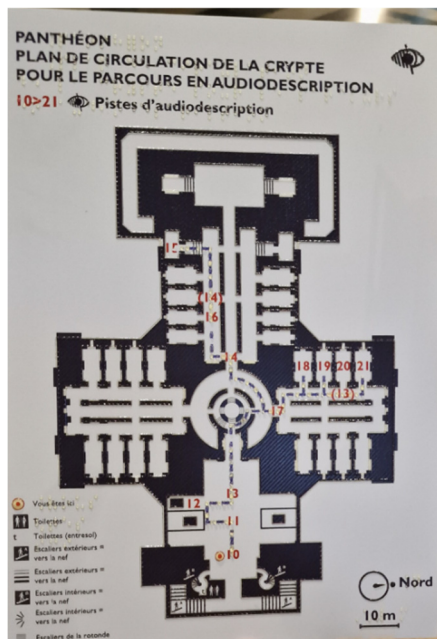 PANTHÉON
PLAN DE CIRCULATION DE LA CRYPTE
POUR LE PARCOURS EN AUDIODESCRIPTION
10>21 Pistes d'audiodescription
15
(14)
16
14
18 19 20 21
(13)
17
13
12
11
10
Vous êtes ici
Toilettes
t Toilettes (entresol)
Escaliers extérieurs =
vers la nef
Escaliers extérieurs =
vers la nef
Escaliers intérieurs =
vers la nef
Escaliers intérieurs =
vers la nef
Escaliers de la rotonde
Nord
10 m